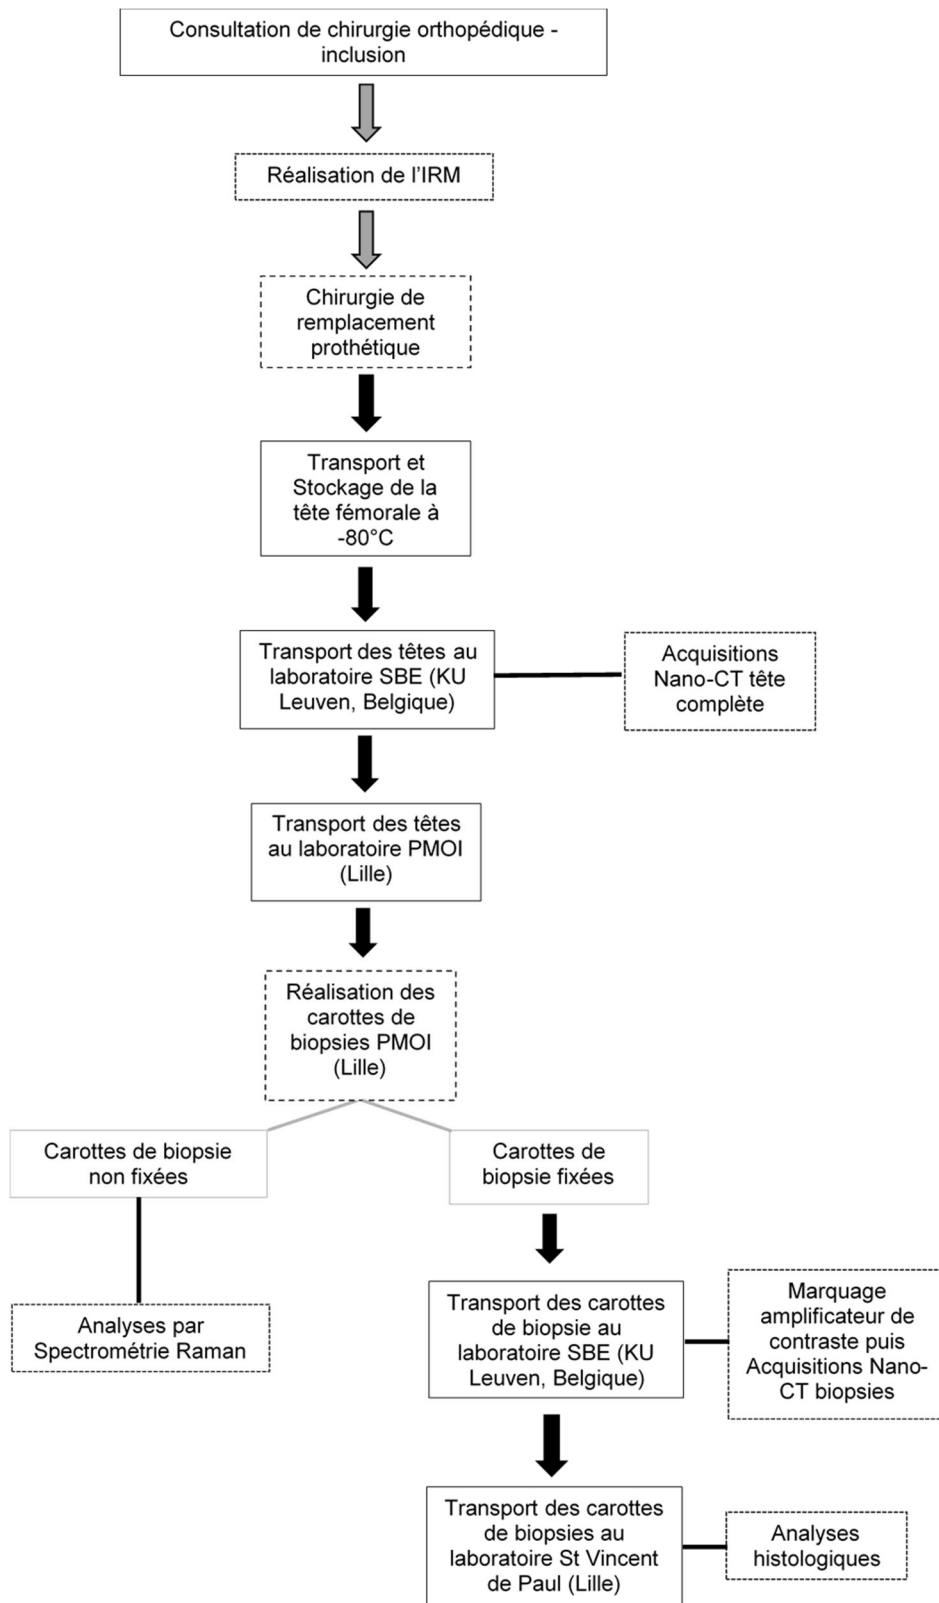 Consultation de chirurgie orthopédique -
inclusion
Réalisation de l'IRM
Chirurgie de
remplacement
prothétique
Transport et
Stockage de la
tête fémorale à
-80°C
Transport des têtes au
laboratoire SBE (KU
Leuven, Belgique)
Acquisitions
Nano-CT tête
complète
Transport des têtes
au laboratoire PMOI
(Lille)
Réalisation des
carottes de
biopsies PMOI
(Lille)
Carottes de biopsie
non fixées
Carottes de
biopsie fixées
Analyses par
Spectrométrie Raman
Transport des carottes
de biopsie au
laboratoire SBE (KU
Leuven, Belgique)
Marquage
amplificateur de
contraste puis
Acquisitions Nano-
CT biopsies
Transport des carottes
de biopsies au
laboratoire St Vincent
de Paul (Lille)
Analyses
histologiques